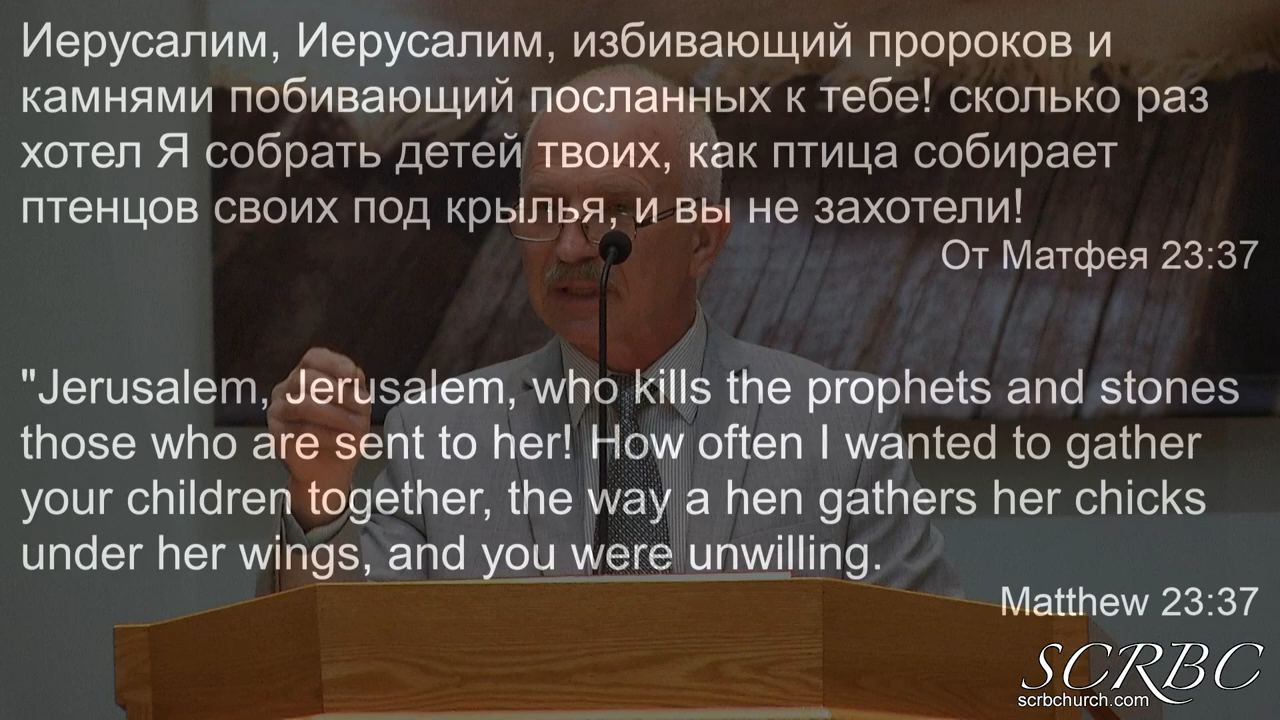 Иерусалим, Иерусалим, избивающий пророков и
камнями побивающий посланных к тебе! сколько раз
хотел Я собрать детей твоих, как птица собирает
птенцов своих под крылья, и вы не захотели!
От Матфея 23:37
"Jerusalem, Jerusalem, who kills the prophets and stones
those who are sent to her! How often I wanted to gather
your children together, the way a hen gathers her chicks
under her wings, and you were unwilling.
Matthew 23:37
SCRBC
scrbchurch.com